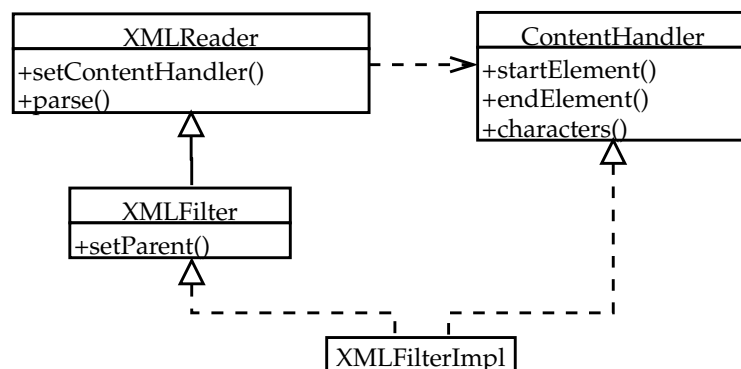 XMLReader
+setContentHandler()
+parse()
ContentHandler
+startElement()
+endElement()
+characters()
XMLFilter
+setParent()
XMLFilterImpl